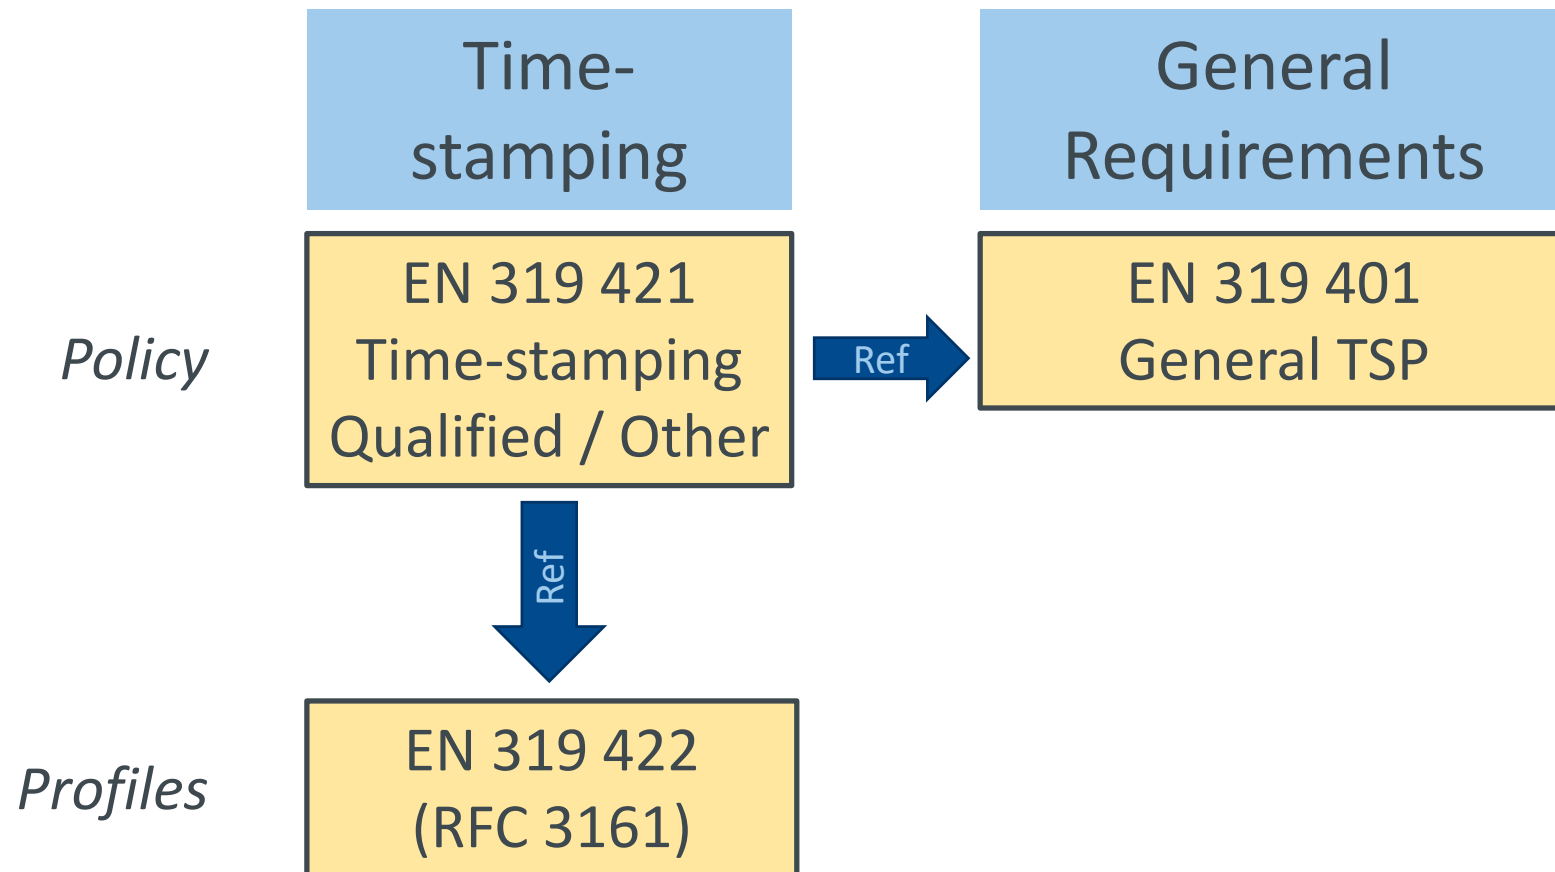 Time-
stamping
General
Requirements
Policy
EN 319 421
Time-stamping
Qualified / Other
Ref
EN 319 401
General TSP
Ref
Profiles
EN 319 422
(RFC 3161)